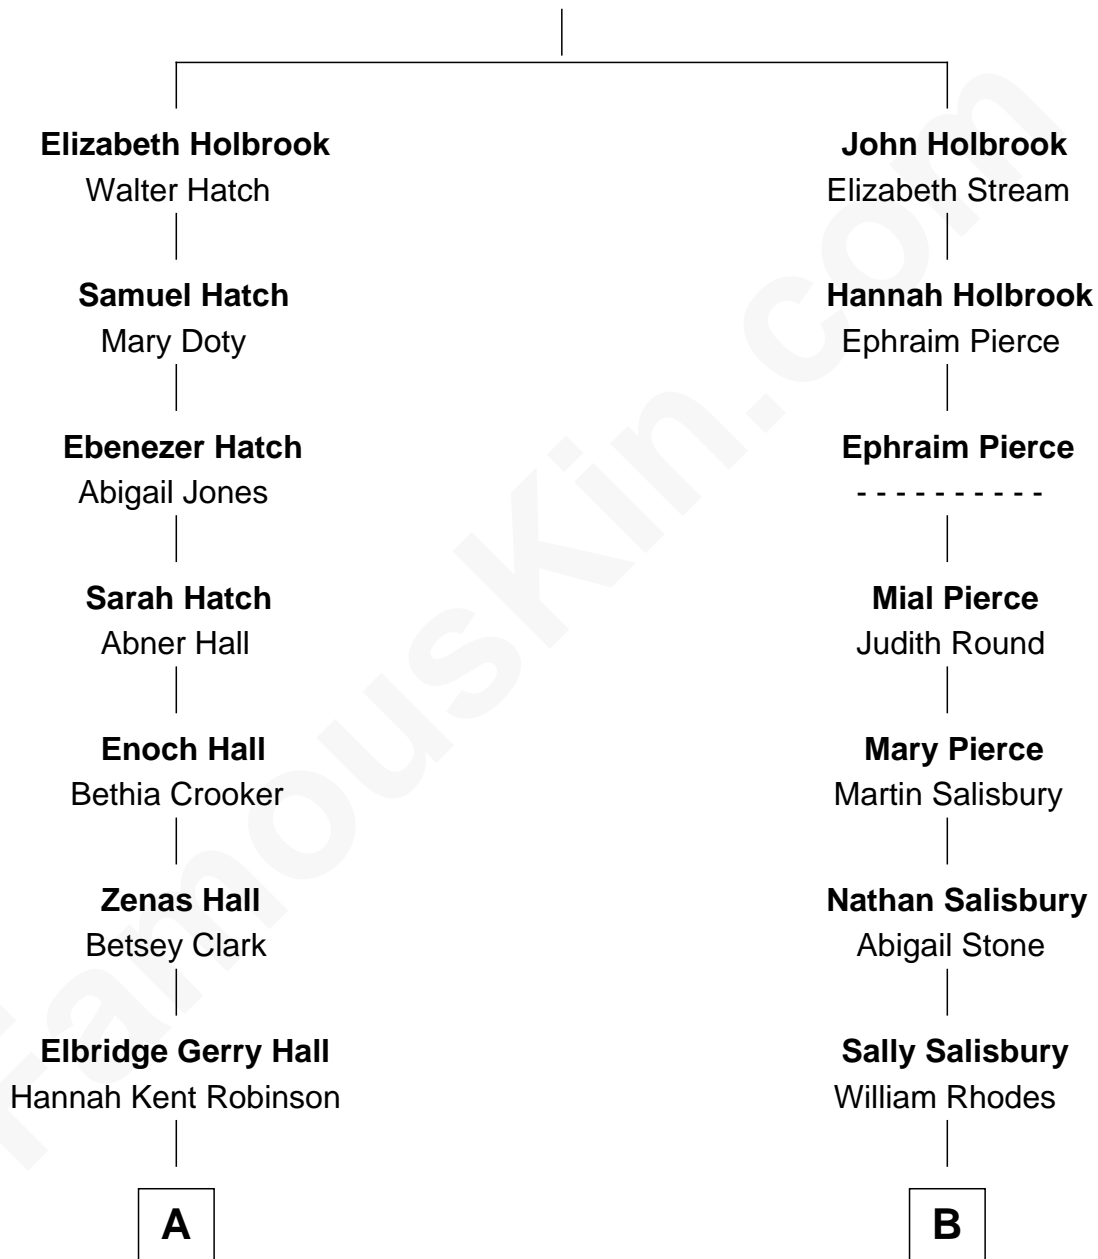 Elizabeth Holbrook
Walter Hatch
Samuel Hatch
Mary Doty
Ebenezer Hatch
Abigail Jones
Sarah Hatch
Abner Hall
Enoch Hall
Bethia Crooker
Zenas Hall
Betsey Clark
Elbridge Gerry Hall
Hannah Kent Robinson
A
John Holbrook
Elizabeth Stream
Hannah Holbrook
Ephraim Pierce
Ephraim Pierce
- - - - - - - - - -
Mial Pierce
Judith Round
Mary Pierce
Martin Salisbury
Nathan Salisbury
Abigail Stone
Sally Salisbury
William Rhodes
B
FamousKin.com